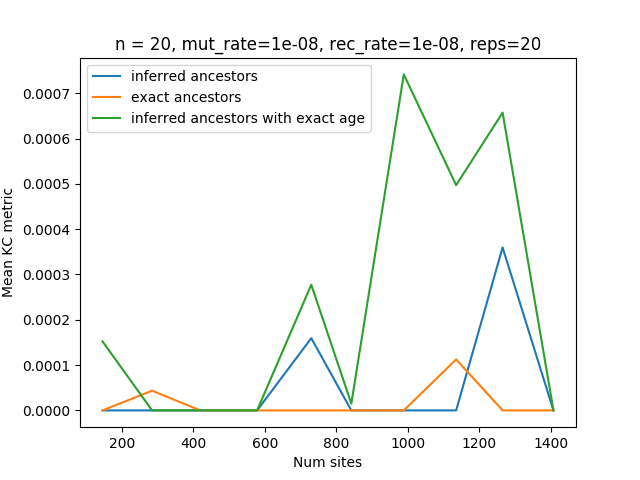 n = 20, mut_rate=1e-08, rec_rate=1e-08, reps=20
inferred ancestors
exact ancestors
inferred ancestors with exact age
Mean KC metric
0.0007
0.0006
0.0005
0.0004
0.0003
0.0002
0.0001
0.0000
200 400 600 800 1000 1200 1400
Num sites